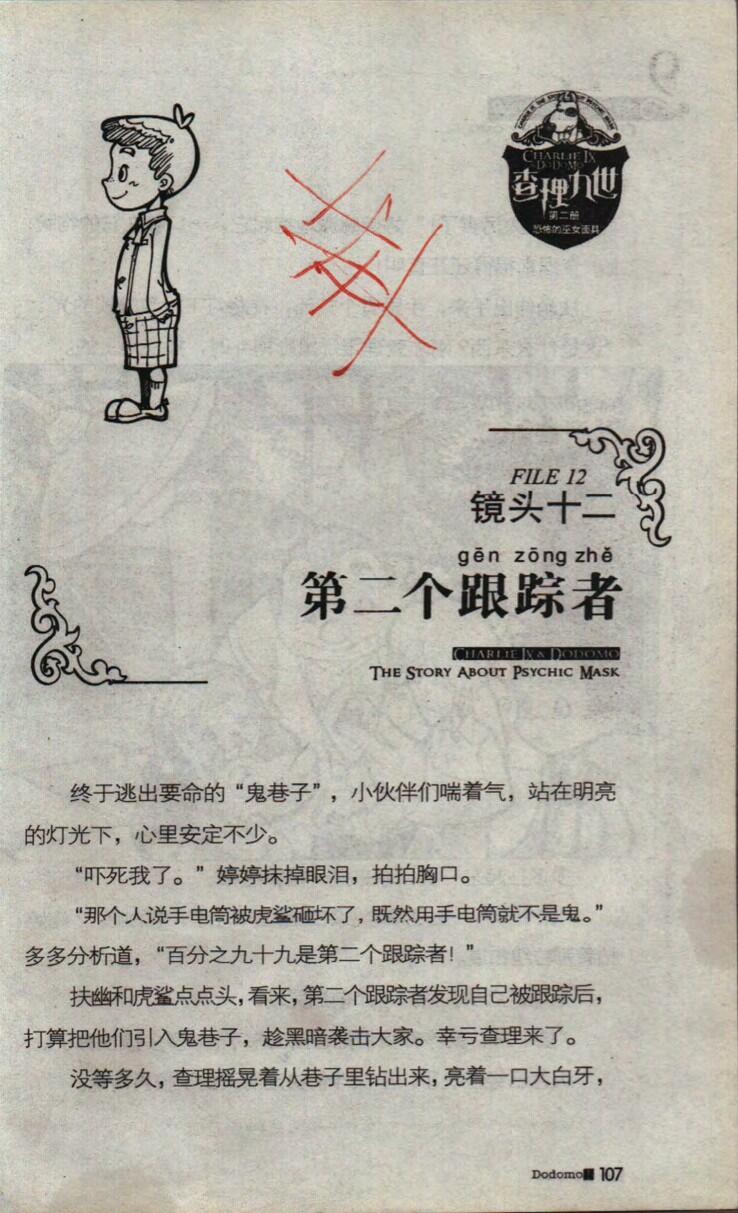 CHARLIE IX
DODOMO
查理九世
第二册
恐怖的巫女面具
FILE 12
镜头十二
gēn zōng zhě
第二个跟踪者
CHARLIE IX & DODOMO
THE STORY ABOUT PSYCHIC MASK
终于逃出要命的“鬼巷子”，小伙伴们喘着气，站在明亮
的灯光下，心里安定不少。
“吓死我了。”婷婷抹掉眼泪，拍拍胸口。
“那个人说手电筒被虎鲨砸坏了，既然用手电筒就不是鬼。”
多多分析道，“百分之九十九是第二个跟踪者！”
扶幽和虎鲨点点头，看来，第二个跟踪者发现自己被跟踪后，
打算把他们引入鬼巷子，趁黑暗袭击大家。幸亏查理来了。
没等多久，查理摇晃着从巷子里钻出来，亮着一口大白牙，
Dodomo 107